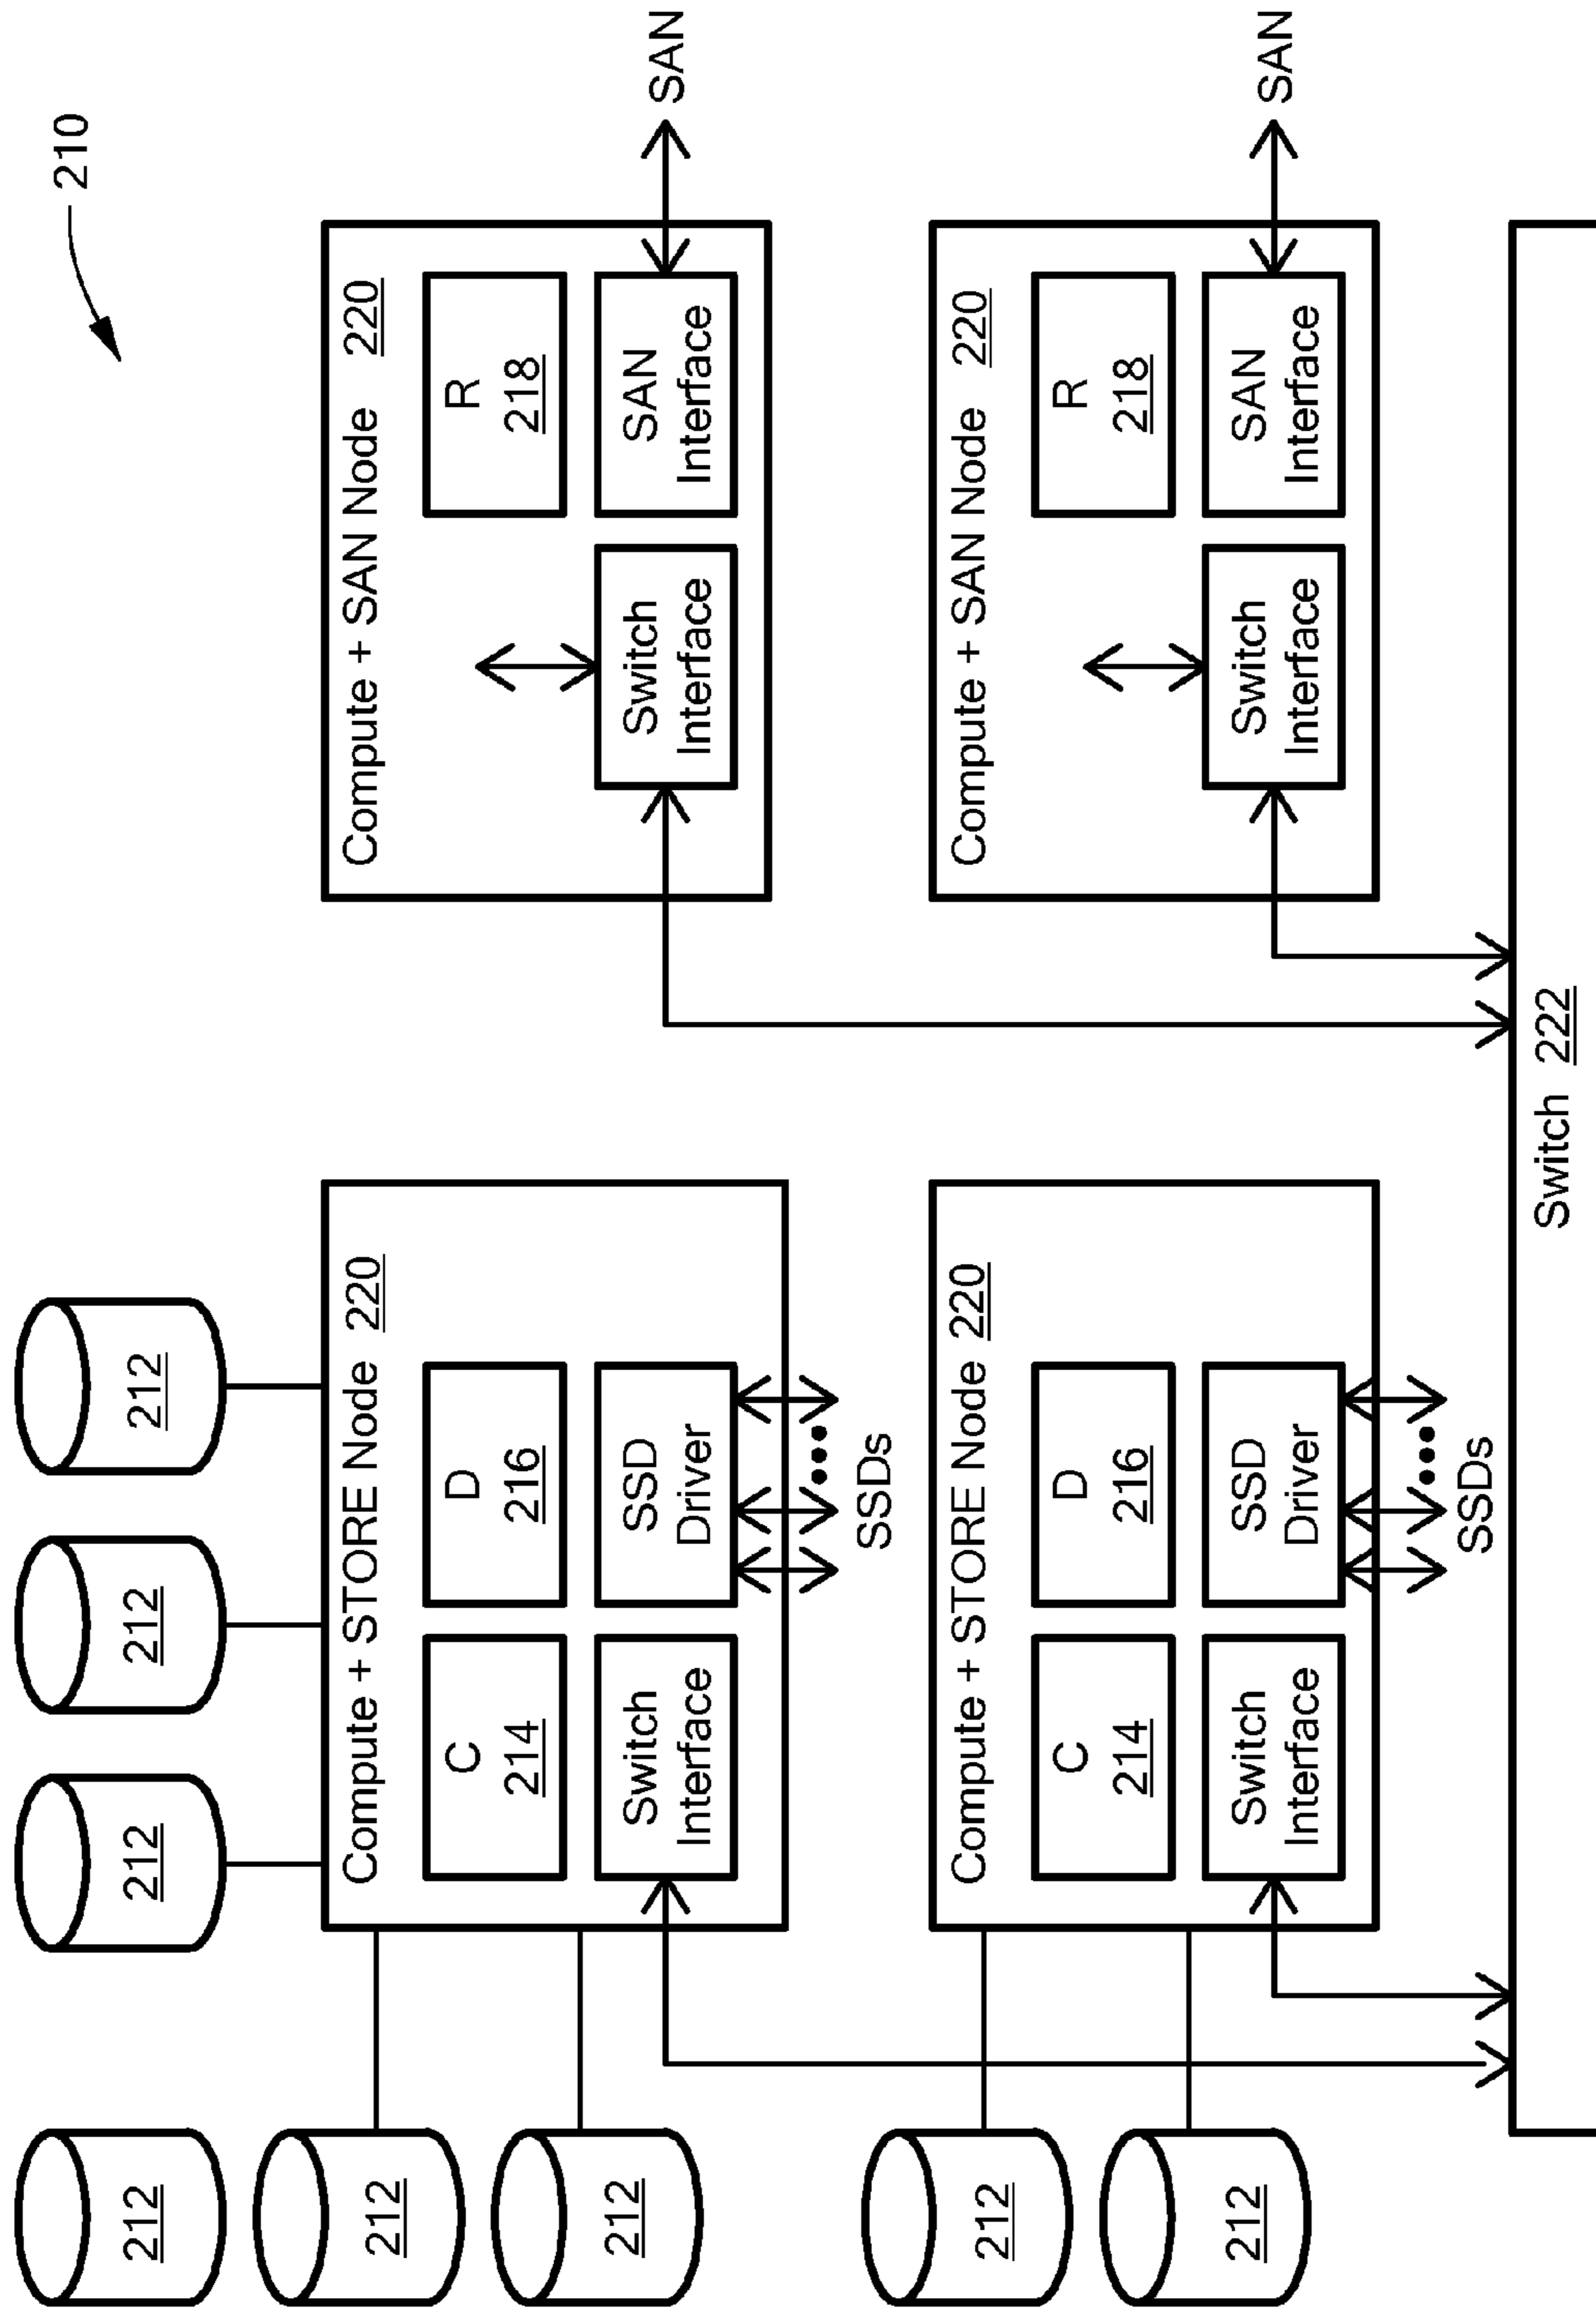 210
212
212
212
212
212
Compute + STORE Node 220
C
214
D
216
212
Switch
Interface
SSD
Driver
SSDs
Compute + SAN Node 220
R
218
Switch
Interface
SAN
Interface
SAN
212
Compute + STORE Node 220
C
214
D
216
212
Switch
Interface
SSD
Driver
SSDs
Compute + SAN Node 220
R
218
Switch
Interface
SAN
Interface
SAN
Switch 222